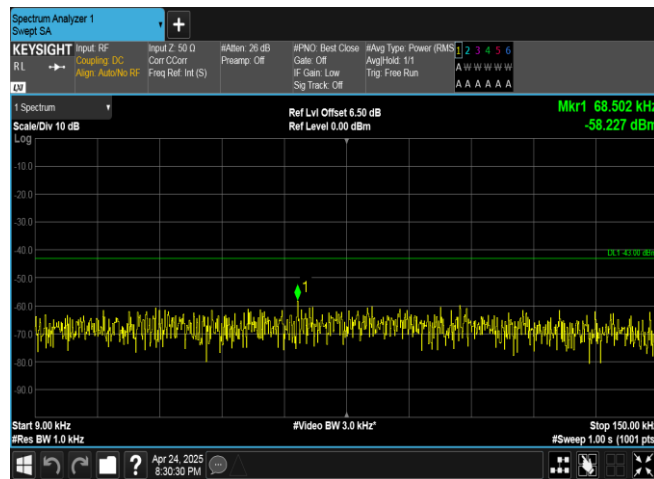 Spectrum Analyzer 1
Swept SA
KEYSIGHT
RL
Input: RF
Coupling: DC
Align: Auto/No RF
Input Z: 50 Ω
Corr CCorr
Freq Ref: Int (S)
#Atten: 26 dB
Preamp: Off
#PNO: Best Close
Gate: Off
IF Gain: Low
Sig Track: Off
#Avg Type: Power (RMS
Avg|Hold: 1/1
Trig: Free Run
1 2 3 4 5 6
A W W W W W
A A A A A A
1 Spectrum
Scale/Div 10 dB
Log
Ref Lvl Offset 6.50 dB
Ref Level 0.00 dBm
Mkr1 68.502 kHz
-58.227 dBm
-10.0
-20.0
-30.0
-40.0
DL1 -43.00 dBm
-50.0
1
-60.0
-70.0
-80.0
-90.0
Start 9.00 kHz
#Res BW 1.0 kHz
#Video BW 3.0 kHz*
Stop 150.00 kHz
#Sweep 1.00 s (1001 pts
Apr 24, 2025
8:30:30 PM